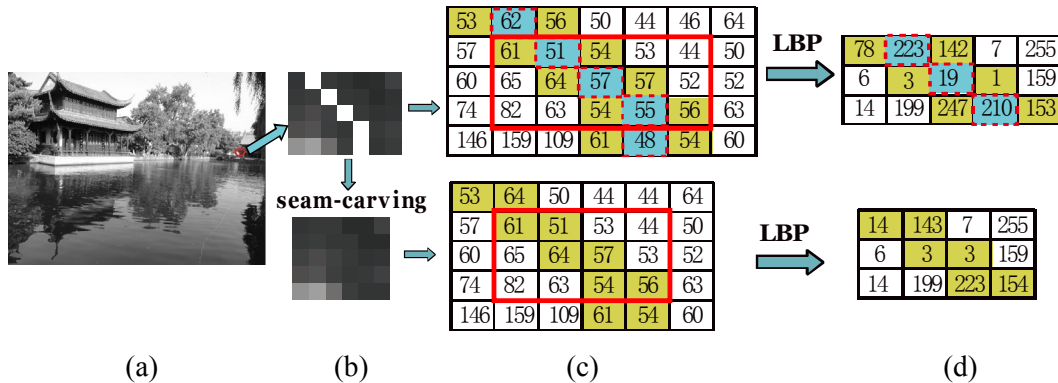 53 62 56 50 44 46 64
57 61 51 54 53 44 50
60 65 64 57 57 52 52
74 82 63 54 55 56 63
146 159 109 61 48 54 60
LBP
78 223 142 7 255
6 3 19 1 159
14 199 247 210 153
seam-carving
53 64 50 44 44 64
57 61 51 53 44 50
60 65 64 57 53 52
74 82 63 54 56 63
146 159 109 61 54 60
LBP
14 143 7 255
6 3 3 159
14 199 223 154
(a) (b) (c) (d)